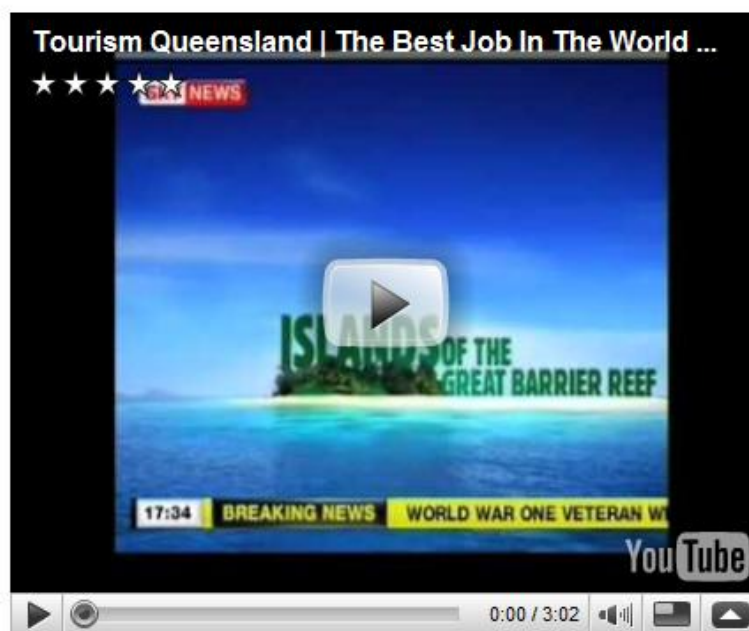 Tourism Queensland | The Best Job In The World ...
SKY NEWS
ISLANDS OF THE
GREAT BARRIER REEF
17:34 BREAKING NEWS WORLD WAR ONE VETERAN
YouTube
0:00 / 3:02